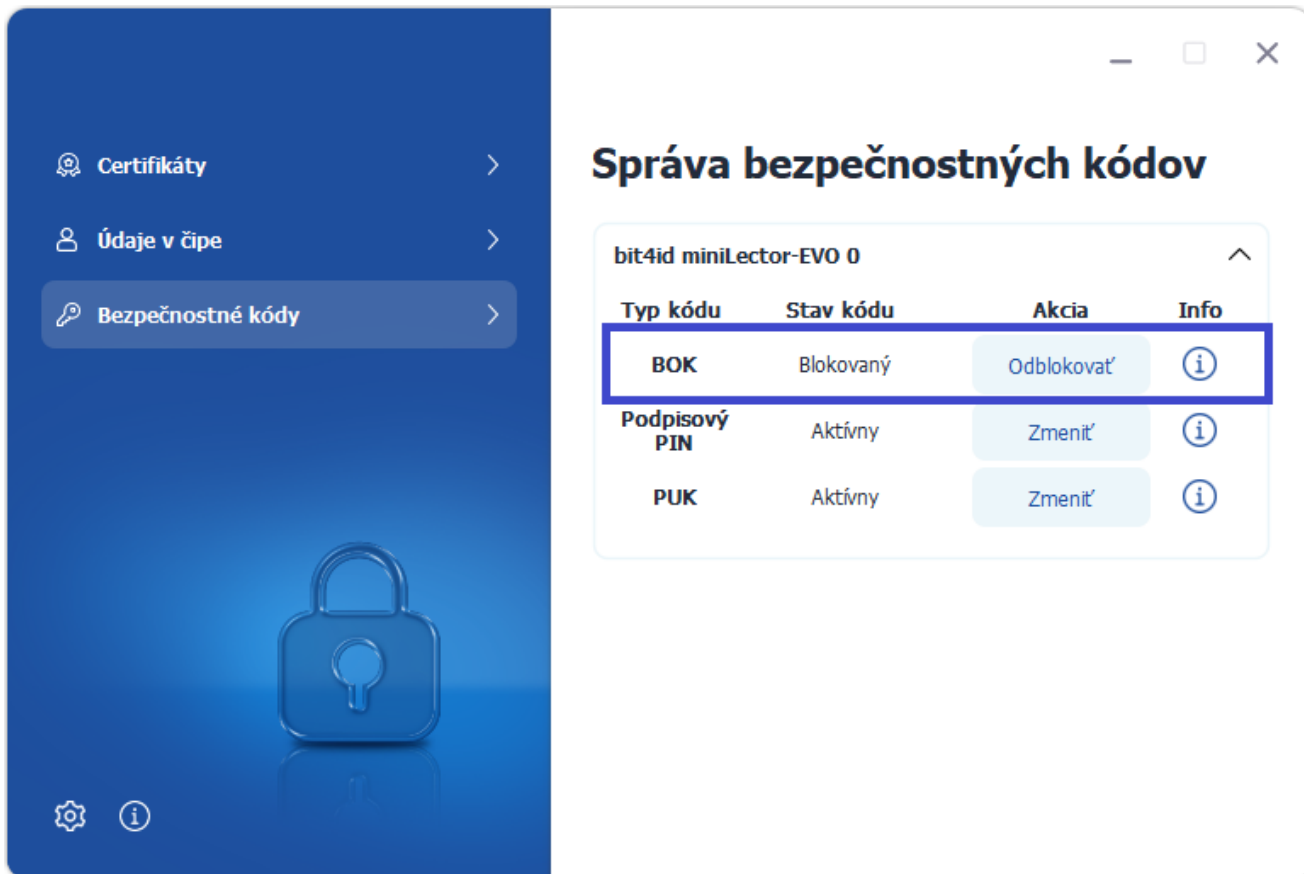 Certifikáty
Údaje v čipe
Bezpečnostné kódy
Správa bezpečnostných kódov
bit4id miniLector-EVO 0
Typ kódu Stav kódu Akcia Info
BOK Blokovaný Odblokovať
Podpisový
PIN Aktívny Zmeniť
PUK Aktívny Zmeniť